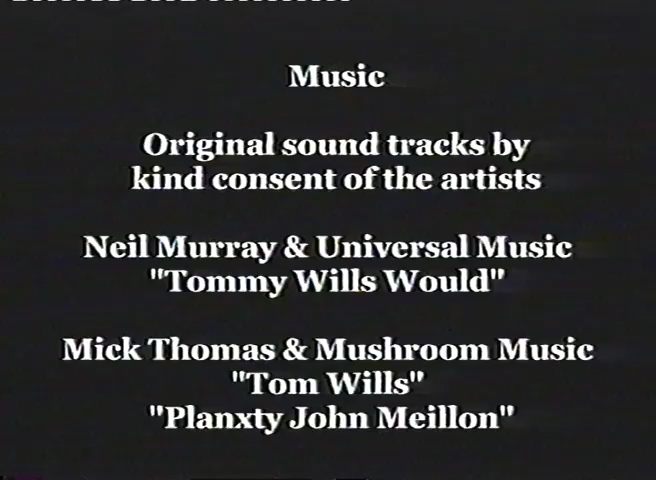 Music
Original sound tracks by
kind consent of the artists
Neil Murray & Universal Music
"Tommy Wills Would"
Mick Thomas & Mushroom Music
"Tom Wills"
"Planxty John Meillon"